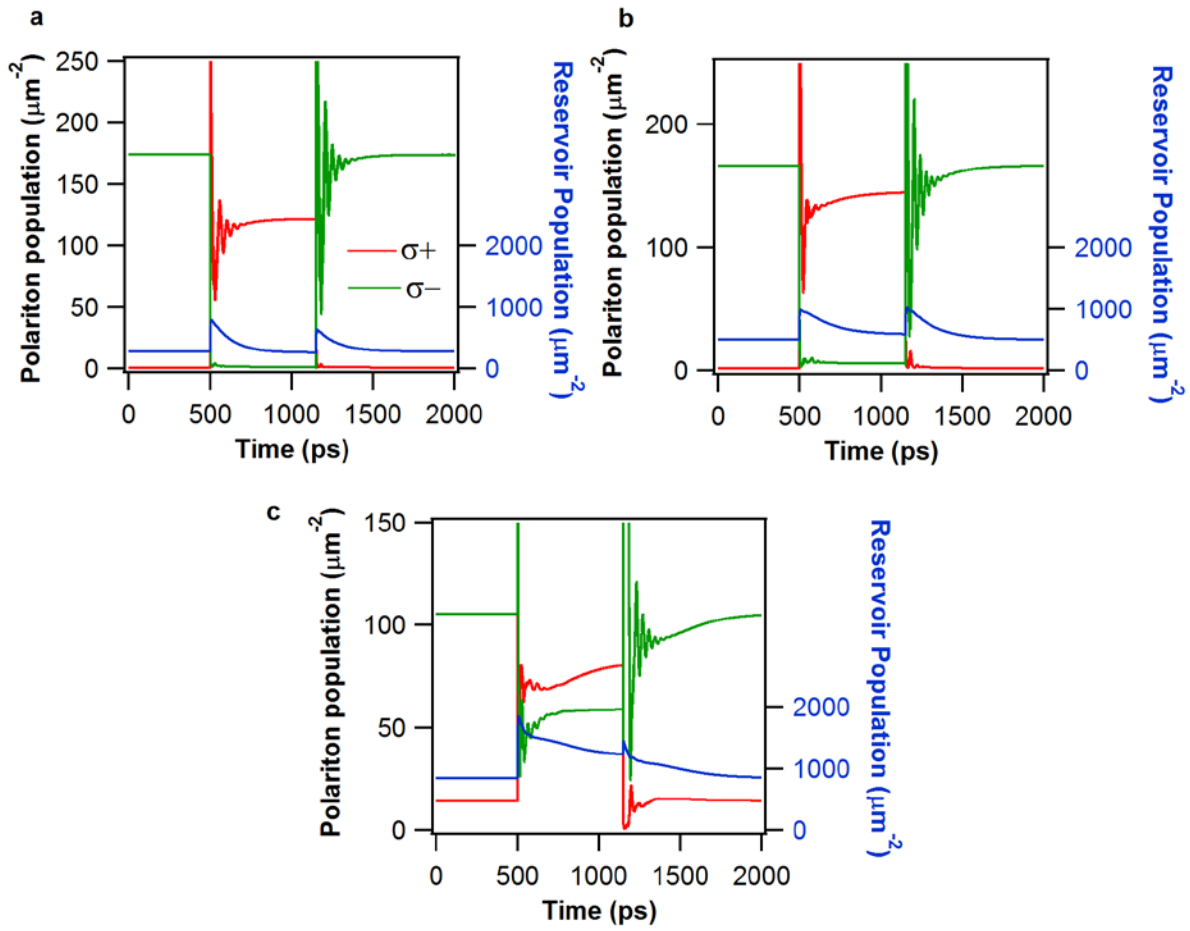 a
Polariton population (μm⁻²)
250
200
150
100
50
0
σ+
σ−
2000
1000
0
Reservoir Population (μm⁻²)
0 500 1000 1500 2000
Time (ps)
b
Polariton population (μm⁻²)
200
100
0
2000
1000
0
Reservoir Population (μm⁻²)
0 500 1000 1500 2000
Time (ps)
c
Polariton population (μm⁻²)
150
100
50
0
2000
1000
0
Reservoir Population (μm⁻²)
0 500 1000 1500 2000
Time (ps)